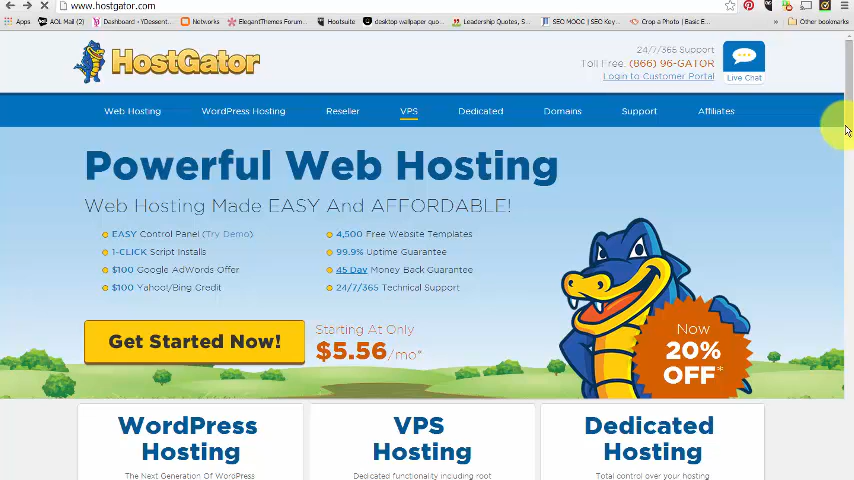 www.hostgator.com
Apps AOL Mail (2) Dashboard - YDessent... Networks ElegantThemes Forum... Hootsuite desktop wallpaper quo... Leadership Quotes, S... SEO MOOC | SEO Key... Crop a Photo | Basic E... » Other bookmarks
HostGator
24/7/365 Support
Toll Free: (866) 96-GATOR
Login to Customer Portal
Live Chat
Web Hosting WordPress Hosting Reseller VPS Dedicated Domains Support Affiliates
Powerful Web Hosting
Web Hosting Made EASY And AFFORDABLE!
EASY Control Panel (Try Demo) 4,500 Free Website Templates
1-CLICK Script Installs 99.9% Uptime Guarantee
$100 Google AdWords Offer 45 Day Money Back Guarantee
$100 Yahoo/Bing Credit 24/7/365 Technical Support
Get Started Now!
Starting At Only
$5.56/mo*
Now
20%
OFF*
WordPress
Hosting
The Next Generation Of WordPress
VPS
Hosting
Dedicated functionality including root
Dedicated
Hosting
Total control over your hosting